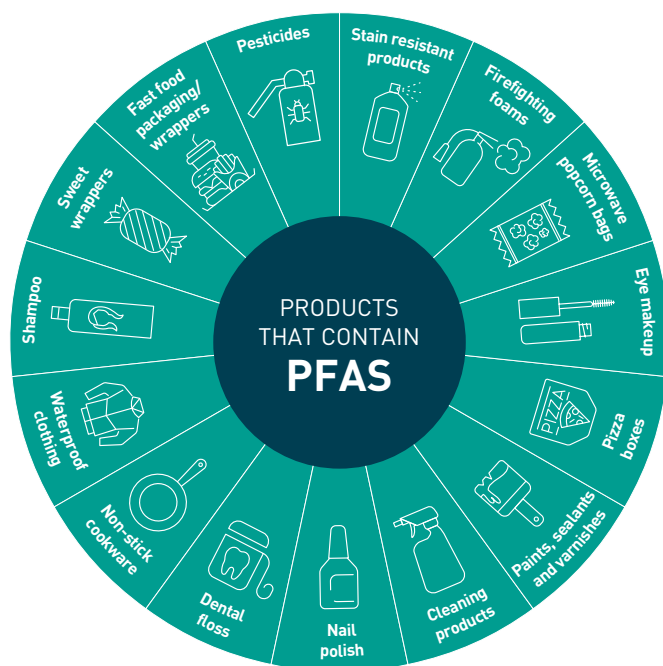 PRODUCTS
THAT CONTAIN
PFAS
Stain resistant
products
Firefighting
foams
Microwave
popcorn bags
Eye makeup
Pizza
boxes
PIZZA
Paints, sealants
and varnishes
Cleaning
products
Nail
polish
Dental
floss
Non-stick
cookware
Waterproof
clothing
Shampoo
Sweet
wrappers
Fast food
packaging/
wrappers
Pesticides